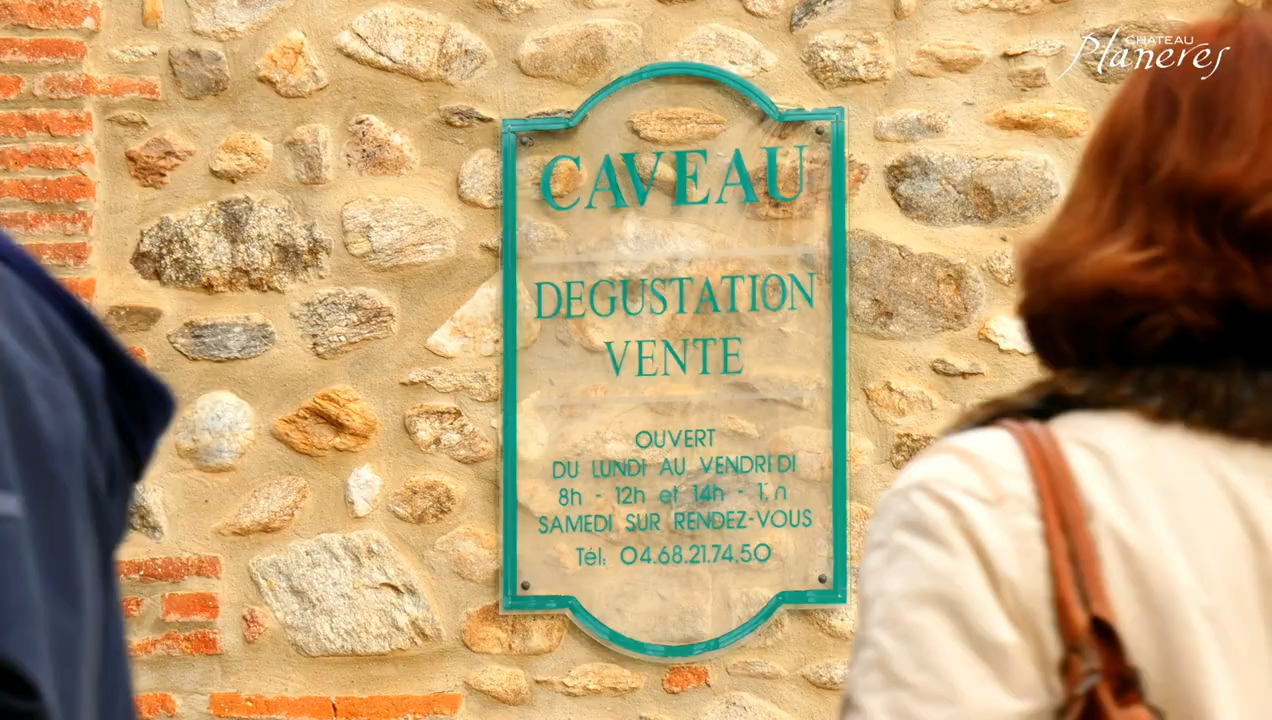 CHATEAU
Planeres
CAVEAU
DEGUSTATION
VENTE
OUVERT
DU LUNDI AU VENDREDI
8h - 12h et 14h -
SAMEDI SUR RENDEZ-VOUS
Tél: 04.68.21.74.50